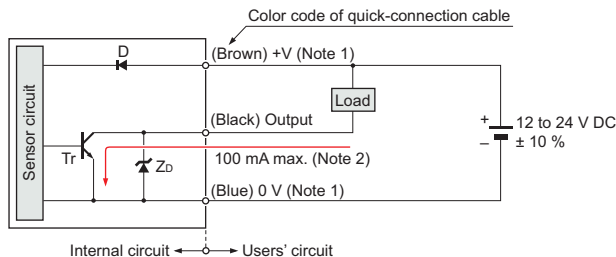 Color code of quick-connection cable
D
(Brown) +V (Note 1)
Sensor circuit
Load
(Black) Output
+
12 to 24 V DC
–
± 10 %
Tr
ZD
100 mA max. (Note 2)
(Blue) 0 V (Note 1)
Internal circuit
Users' circuit